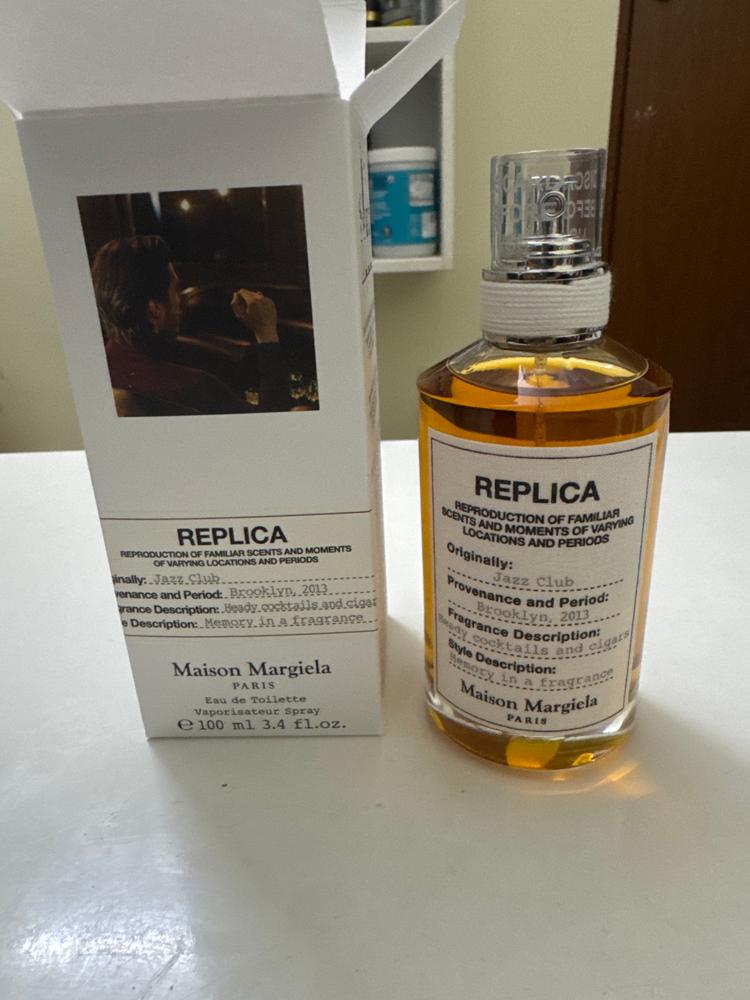 REPLICA
REPRODUCTION OF FAMILIAR SCENTS AND MOMENTS
OF VARYING LOCATIONS AND PERIODS
inally: Jazz Club
venance and Period: Brooklyn, 2013
grance Description: Heady cocktails and cigar
e Description: Memory in a fragrance
Maison Margiela
PARIS
Eau de Toilette
Vaporisateur Spray
℮ 100 ml 3.4 fl.oz.
REPLICA
REPRODUCTION OF FAMILIAR
SCENTS AND MOMENTS OF VARYING
LOCATIONS AND PERIODS
Originally:
Jazz Club
Provenance and Period:
Brooklyn, 2013
Fragrance Description:
Heady cocktails and cigars
Style Description:
Memory in a fragrance
Maison Margiela
PARIS